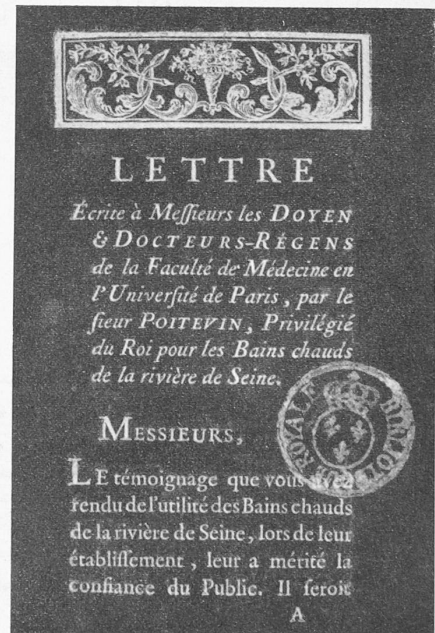 LETTRE
Écrite à Meſſieurs les DOYEN
& DOCTEURS-RÉGENS
de la Faculté de Médecine en
l'Univerſité de Paris, par le
ſieur POITEVIN, Privilégié
du Roi pour les Bains chauds
de la rivière de Seine.
MESSIEURS,
LE témoignage que vous avez
rendu de l'utilité des Bains chauds
de la rivière de Seine, lors de leur
établiſſement, leur a mérité la
confiance du Public. Il ſeroit
A
BIBLIOTHEQUE ROYALE